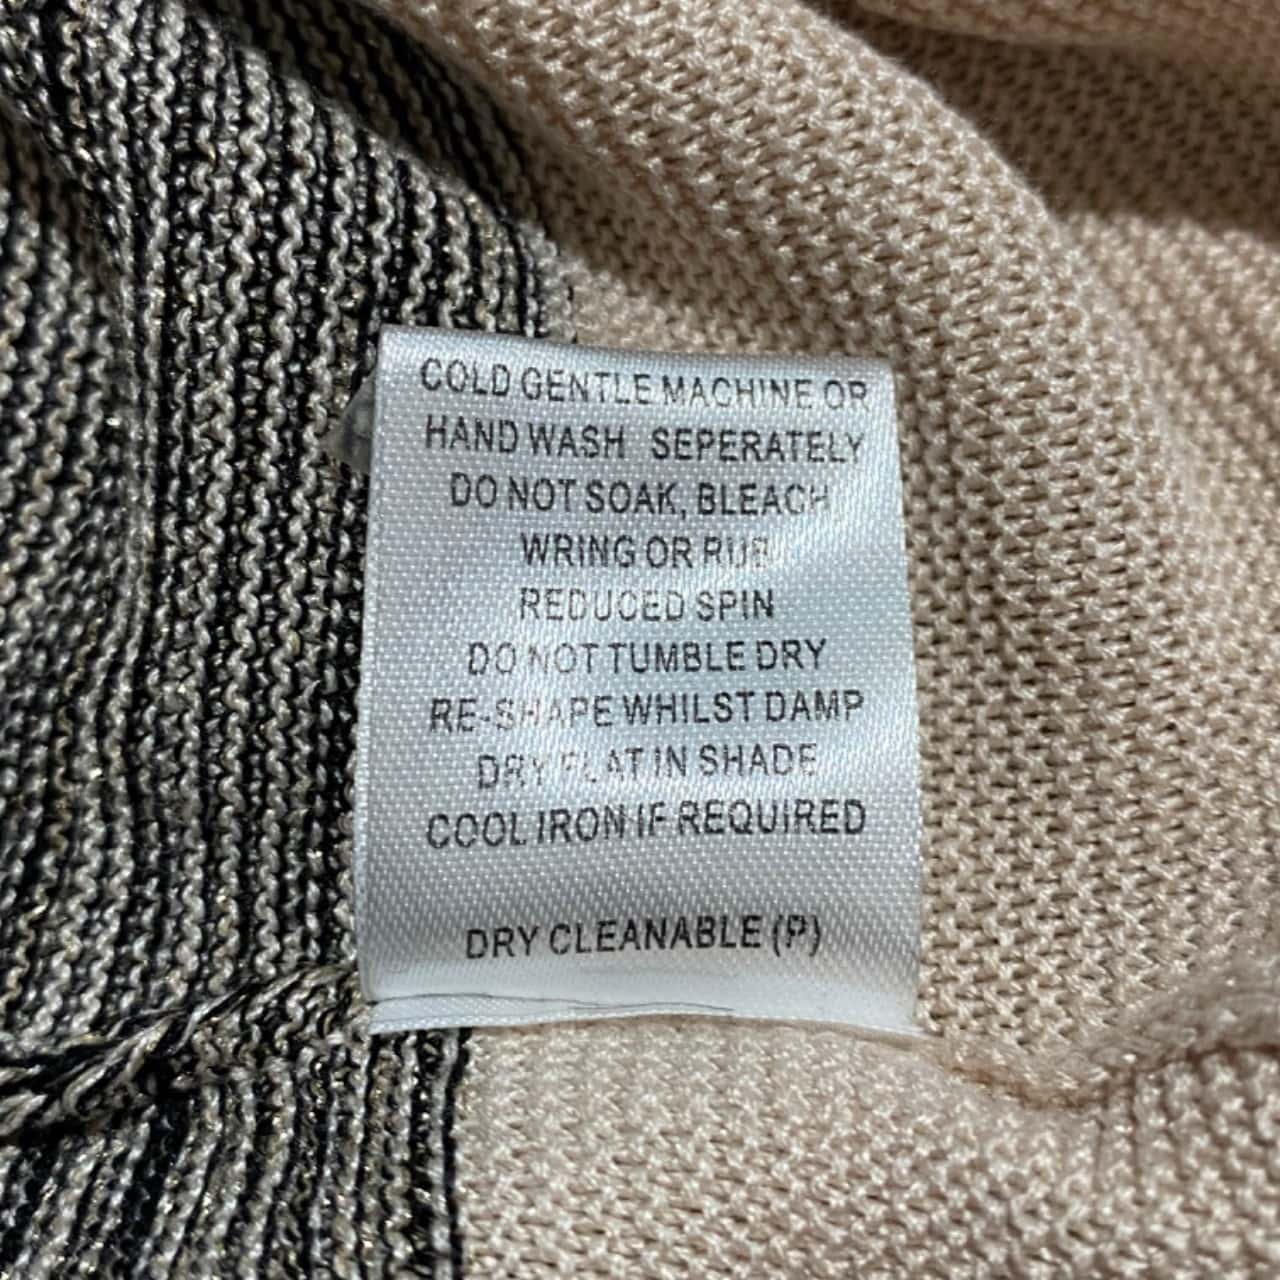 COLD GENTLE MACHINE OR
HAND WASH SEPERATELY
DO NOT SOAK, BLEACH,
WRING OR RUB
REDUCED SPIN
DO NOT TUMBLE DRY
RE-SHAPE WHILST DAMP
DRY FLAT IN SHADE
COOL IRON IF REQUIRED
DRY CLEANABLE (P)